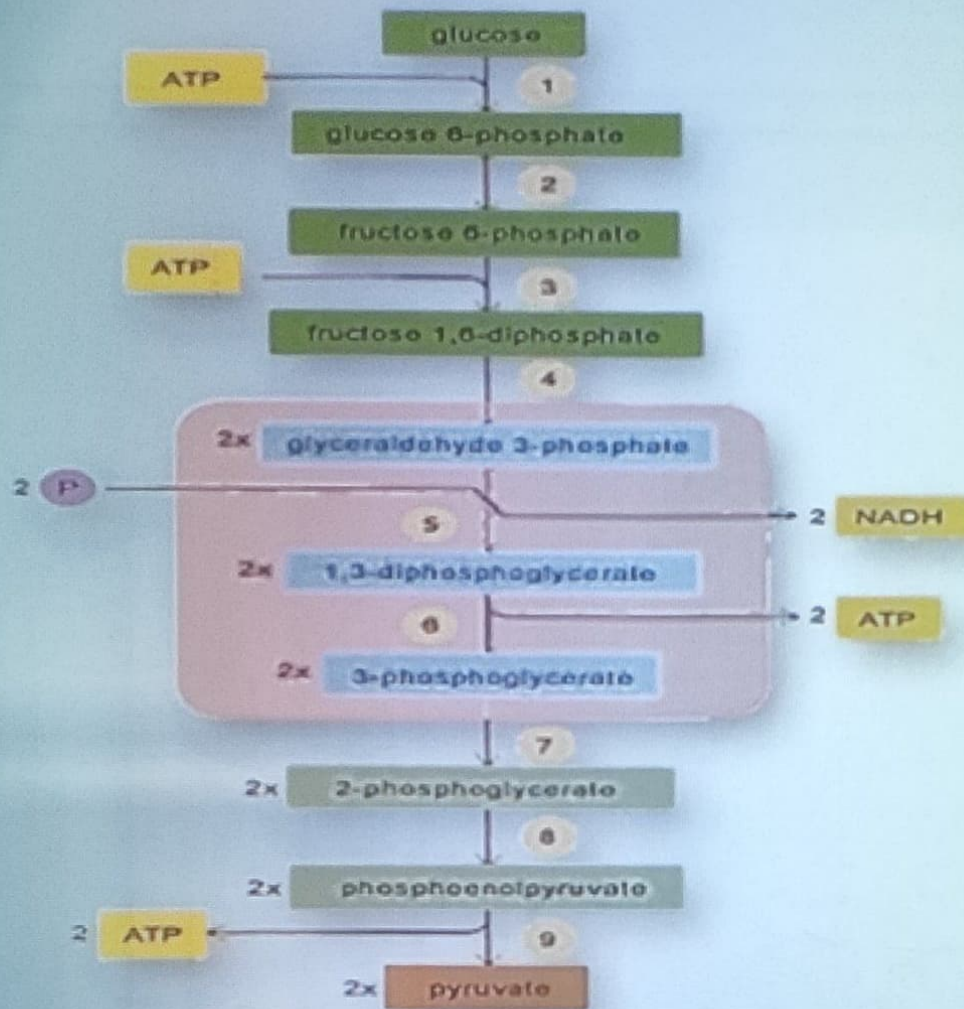 glucose
ATP
1
glucose 6-phosphate
2
fructose 6-phosphate
ATP
3
fructose 1,6-diphosphate
4
2x glyceraldehyde 3-phosphate
2 P
5
2 NADH
2x 1,3-diphosphoglycerate
6
2 ATP
2x 3-phosphoglycerate
7
2x 2-phosphoglycerate
8
2x phosphoenolpyruvate
2 ATP
9
2x pyruvate